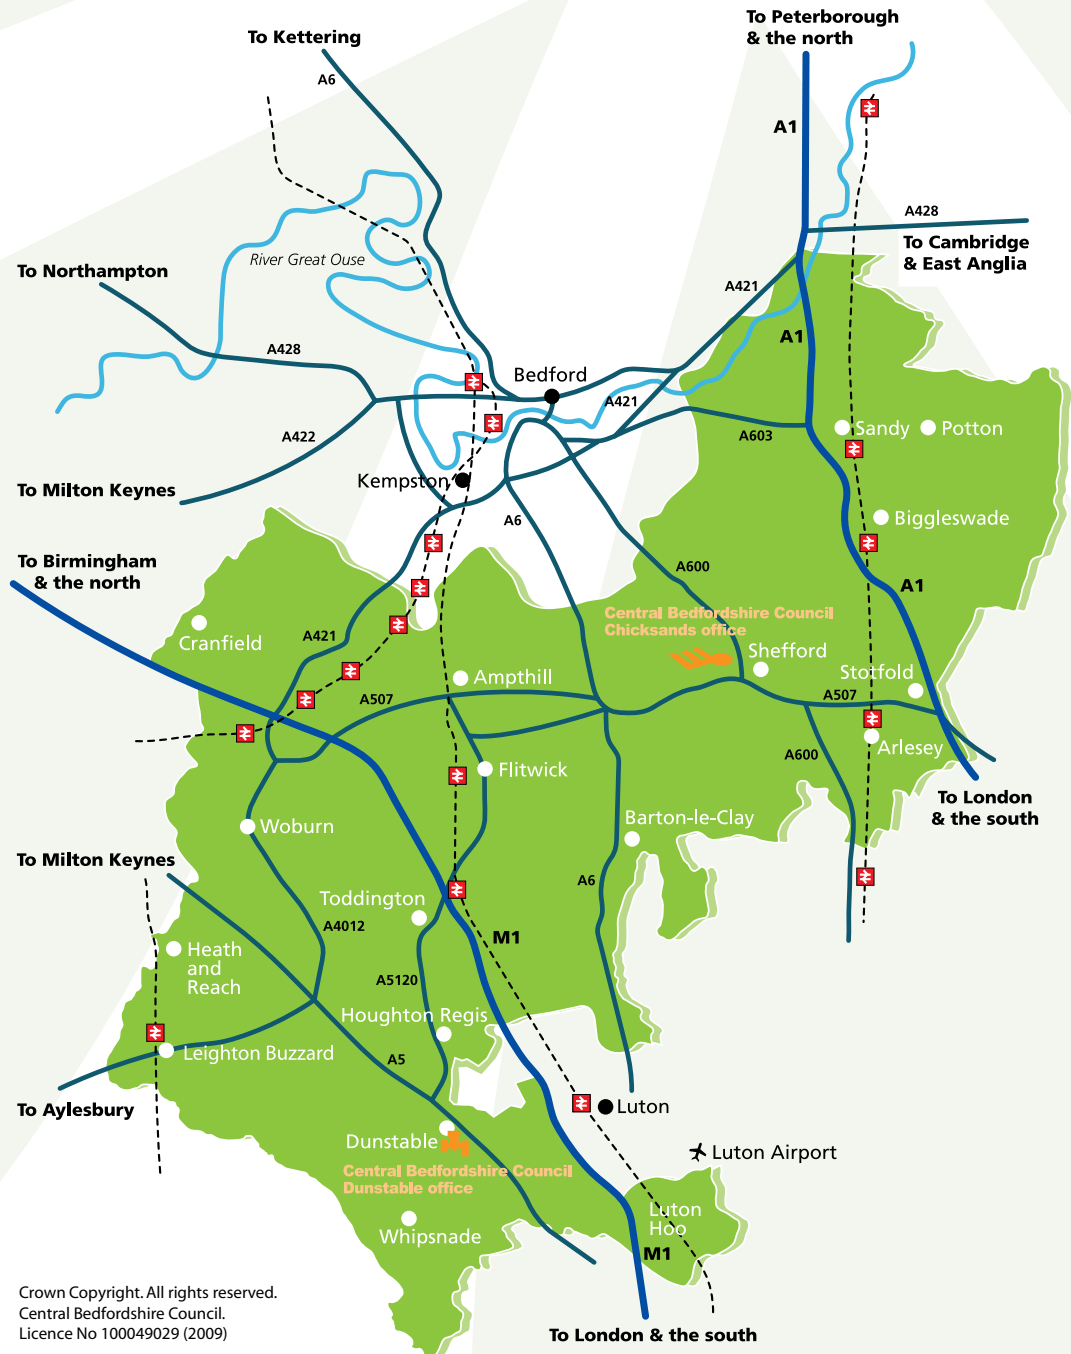 To Peterborough
& the north
To Kettering
A6
A1
A428
To Cambridge
& East Anglia
River Great Ouse
To Northampton
A421
A1
A428
Bedford
A421
A422
A603
Sandy
Potton
Kempston
To Milton Keynes
A6
Biggleswade
To Birmingham
& the north
A600
A1
Central Bedfordshire Council
Chicksands office
Cranfield
A421
Shefford
Stotfold
Ampthill
A507
A507
Arlesey
A600
Flitwick
To London
& the south
Barton-le-Clay
Woburn
To Milton Keynes
A6
Toddington
A4012
M1
Heath
and
Reach
A5120
Houghton Regis
Leighton Buzzard
A5
To Aylesbury
Luton
Dunstable
Luton Airport
Central Bedfordshire Council
Dunstable office
Luton
Hoo
Whipsnade
M1
Crown Copyright. All rights reserved.
Central Bedfordshire Council.
Licence No 100049029 (2009)
To London & the south